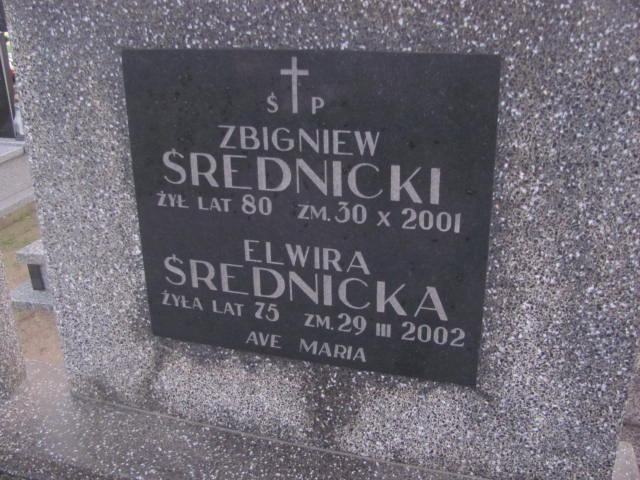 Ś P
ZBIGNIEW
ŚREDNICKI
ŻYŁ LAT 80 ZM. 30 X 2001
ELWIRA
ŚREDNICKA
ŻYŁA LAT 75 ZM. 29 III 2002
AVE MARIA